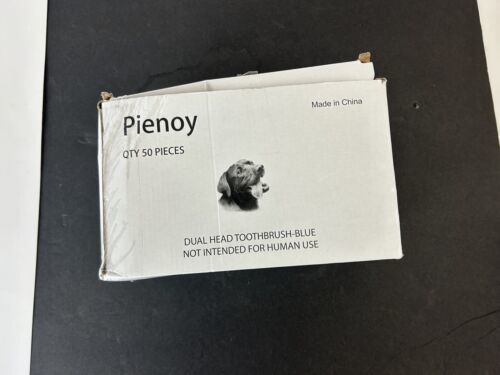 Made in China
Pienoy
QTY 50 PIECES
DUAL HEAD TOOTHBRUSH-BLUE
NOT INTENDED FOR HUMAN USE